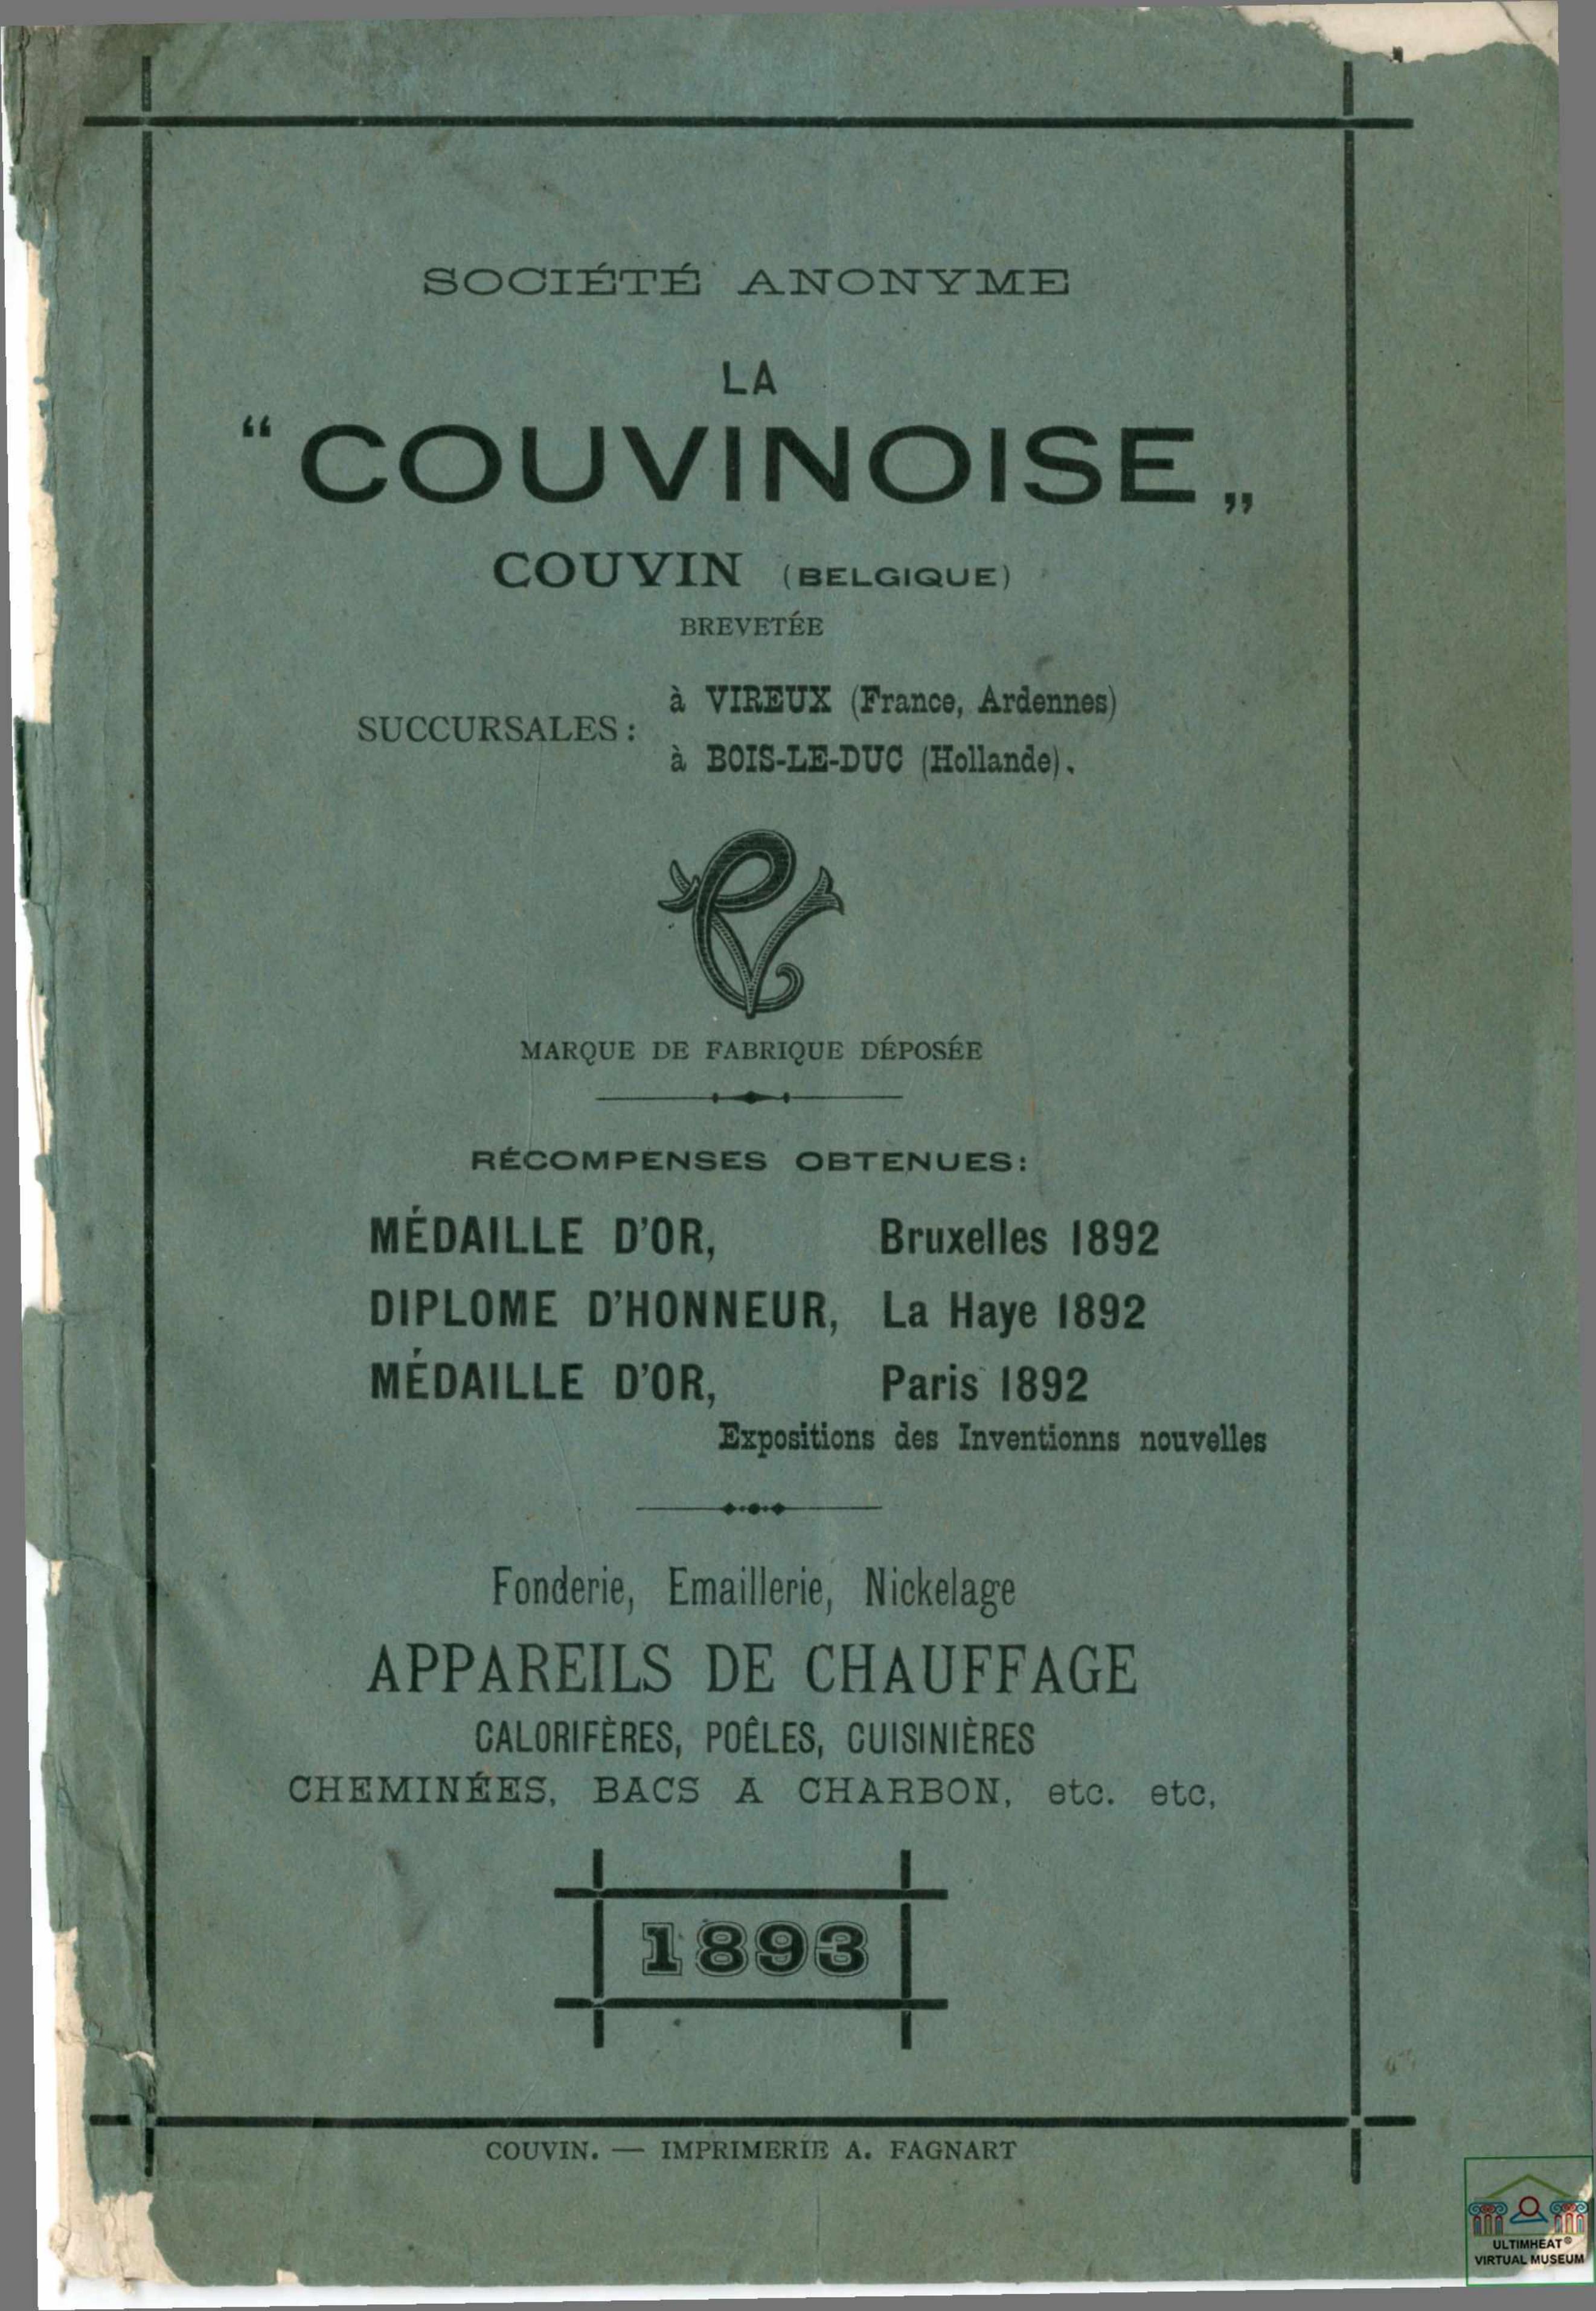 SOCIÉTÉ ANONYME
LA
“COUVINOISE„
COUVIN (BELGIQUE)
BREVETÉE
SUCCURSALES:
à VIREUX (France, Ardennes)
à BOIS-LE-DUC (Hollande).
CV
MARQUE DE FABRIQUE DÉPOSÉE
RÉCOMPENSES OBTENUES:
MÉDAILLE D'OR, Bruxelles 1892
DIPLOME D'HONNEUR, La Haye 1892
MÉDAILLE D'OR, Paris 1892
Expositions des Inventionns nouvelles
Fonderie, Emaillerie, Nickelage
APPAREILS DE CHAUFFAGE
CALORIFÈRES, POÊLES, CUISINIÈRES
CHEMINÉES, BACS A CHARBON, etc. etc,
1893
COUVIN. — IMPRIMERIE A. FAGNART
ULTIMHEAT®
VIRTUAL MUSEUM